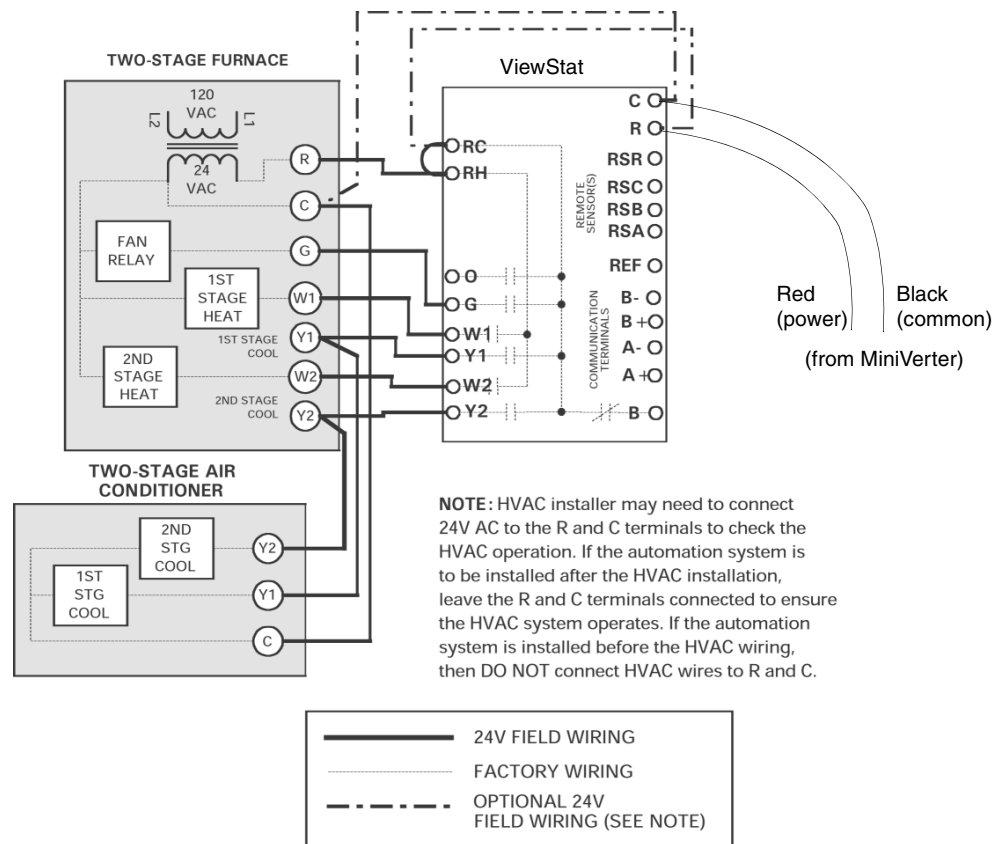 TWO-STAGE FURNACE
120
VAC
L2
L1
24
VAC
R
C
G
W1
Y1
W2
Y2
FAN
RELAY
1ST
STAGE
HEAT
1ST STAGE
COOL
2ND
STAGE
HEAT
2ND STAGE
COOL
ViewStat
RC
RH
O
G
W1
Y1
W2
Y2
C
R
RSR
RSC
RSB
RSA
REMOTE
SENSOR(S)
REF
B-
B+
A-
A+
COMMUNICATION
TERMINALS
B
Red
(power)
Black
(common)
(from MiniVerter)
TWO-STAGE AIR
CONDITIONER
2ND
STG
COOL
1ST
STG
COOL
Y2
Y1
C
NOTE: HVAC installer may need to connect
24V AC to the R and C terminals to check the
HVAC operation. If the automation system is
to be installed after the HVAC installation,
leave the R and C terminals connected to ensure
the HVAC system operates. If the automation
system is installed before the HVAC wiring,
then DO NOT connect HVAC wires to R and C.
24V FIELD WIRING
FACTORY WIRING
OPTIONAL 24V
FIELD WIRING (SEE NOTE)